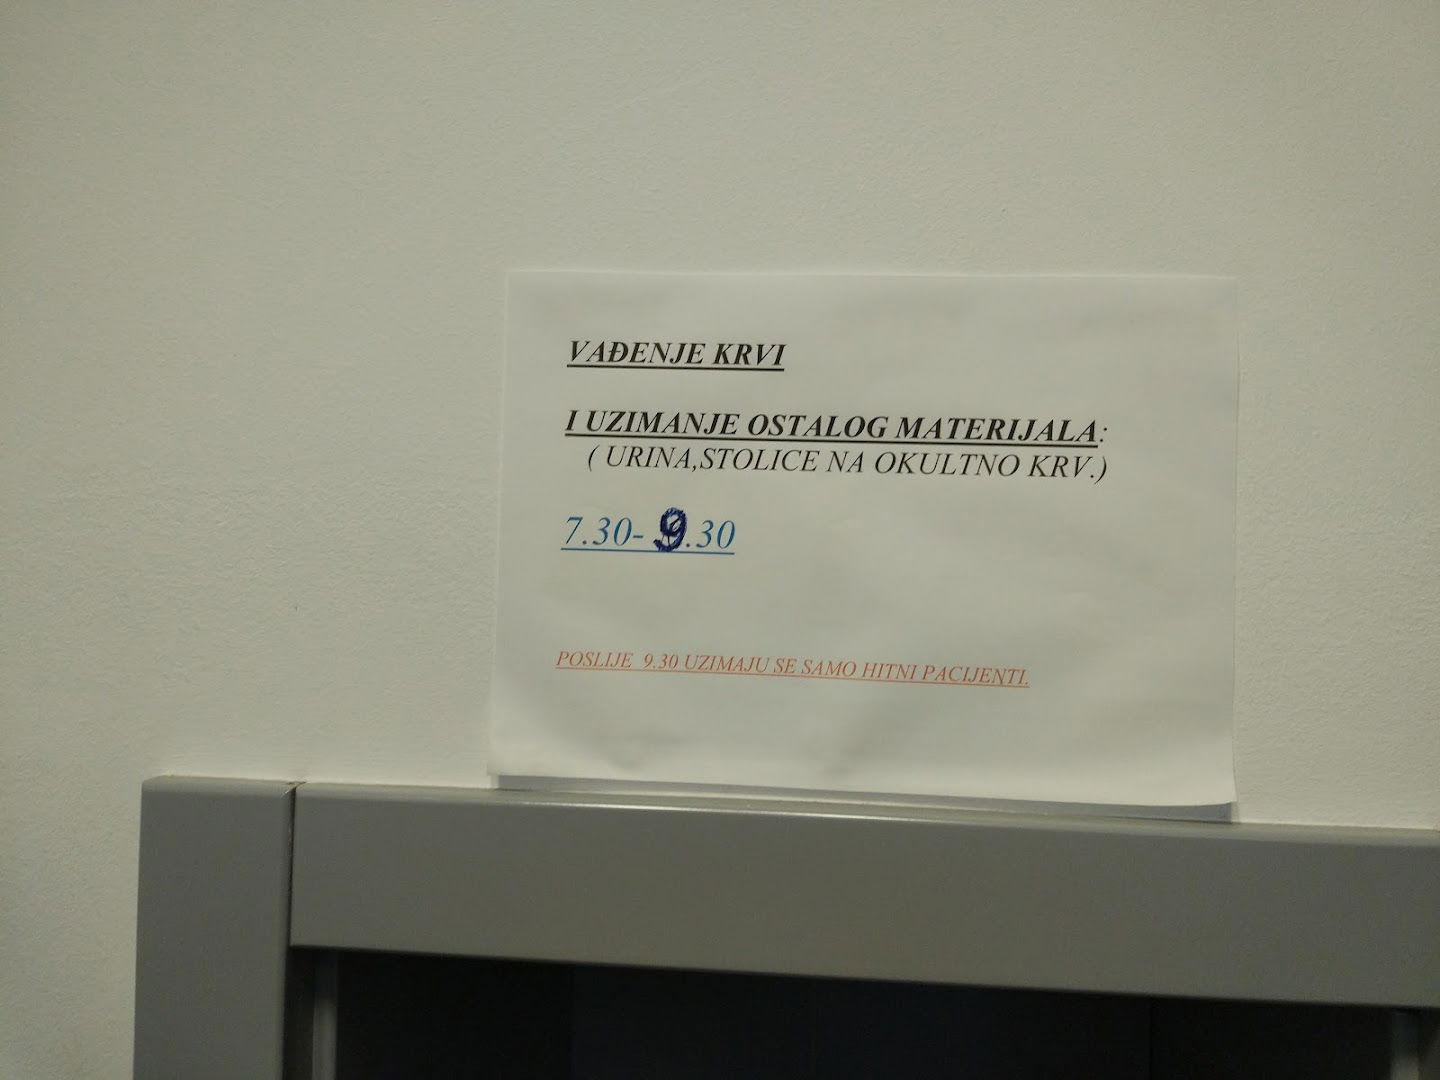 VAĐENJE KRVI
I UZIMANJE OSTALOG MATERIJALA:
( URINA,STOLICE NA OKULTNO KRV.)
7.30- 9.30
POSLIJE 9.30 UZIMAJU SE SAMO HITNI PACIJENTI.